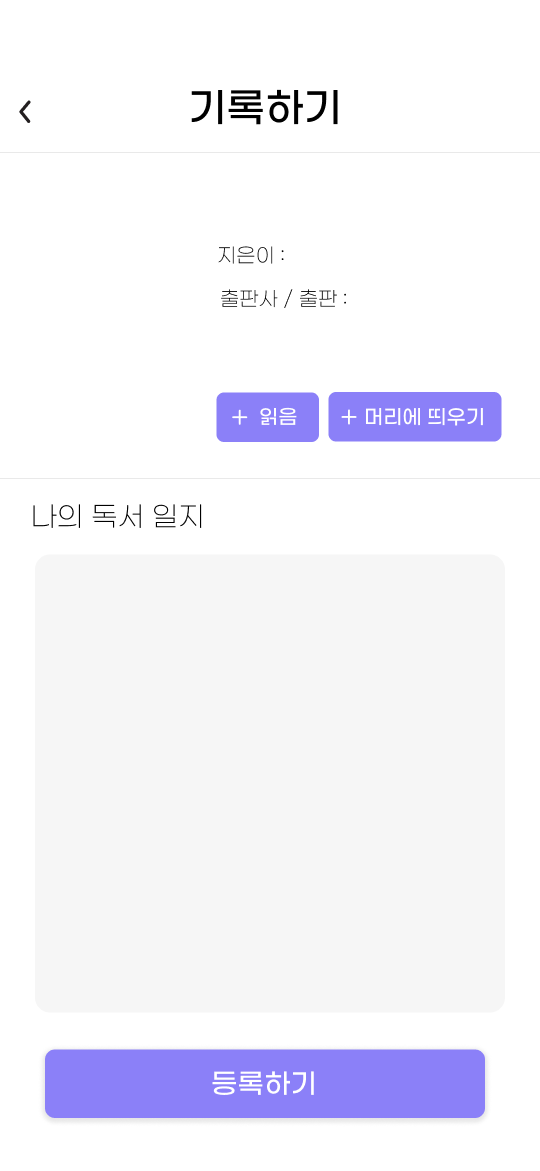 기록하기
지은이 :
출판사 / 출판 :
+ 읽음
+ 머리에 띄우기
나의 독서 일지
등록하기